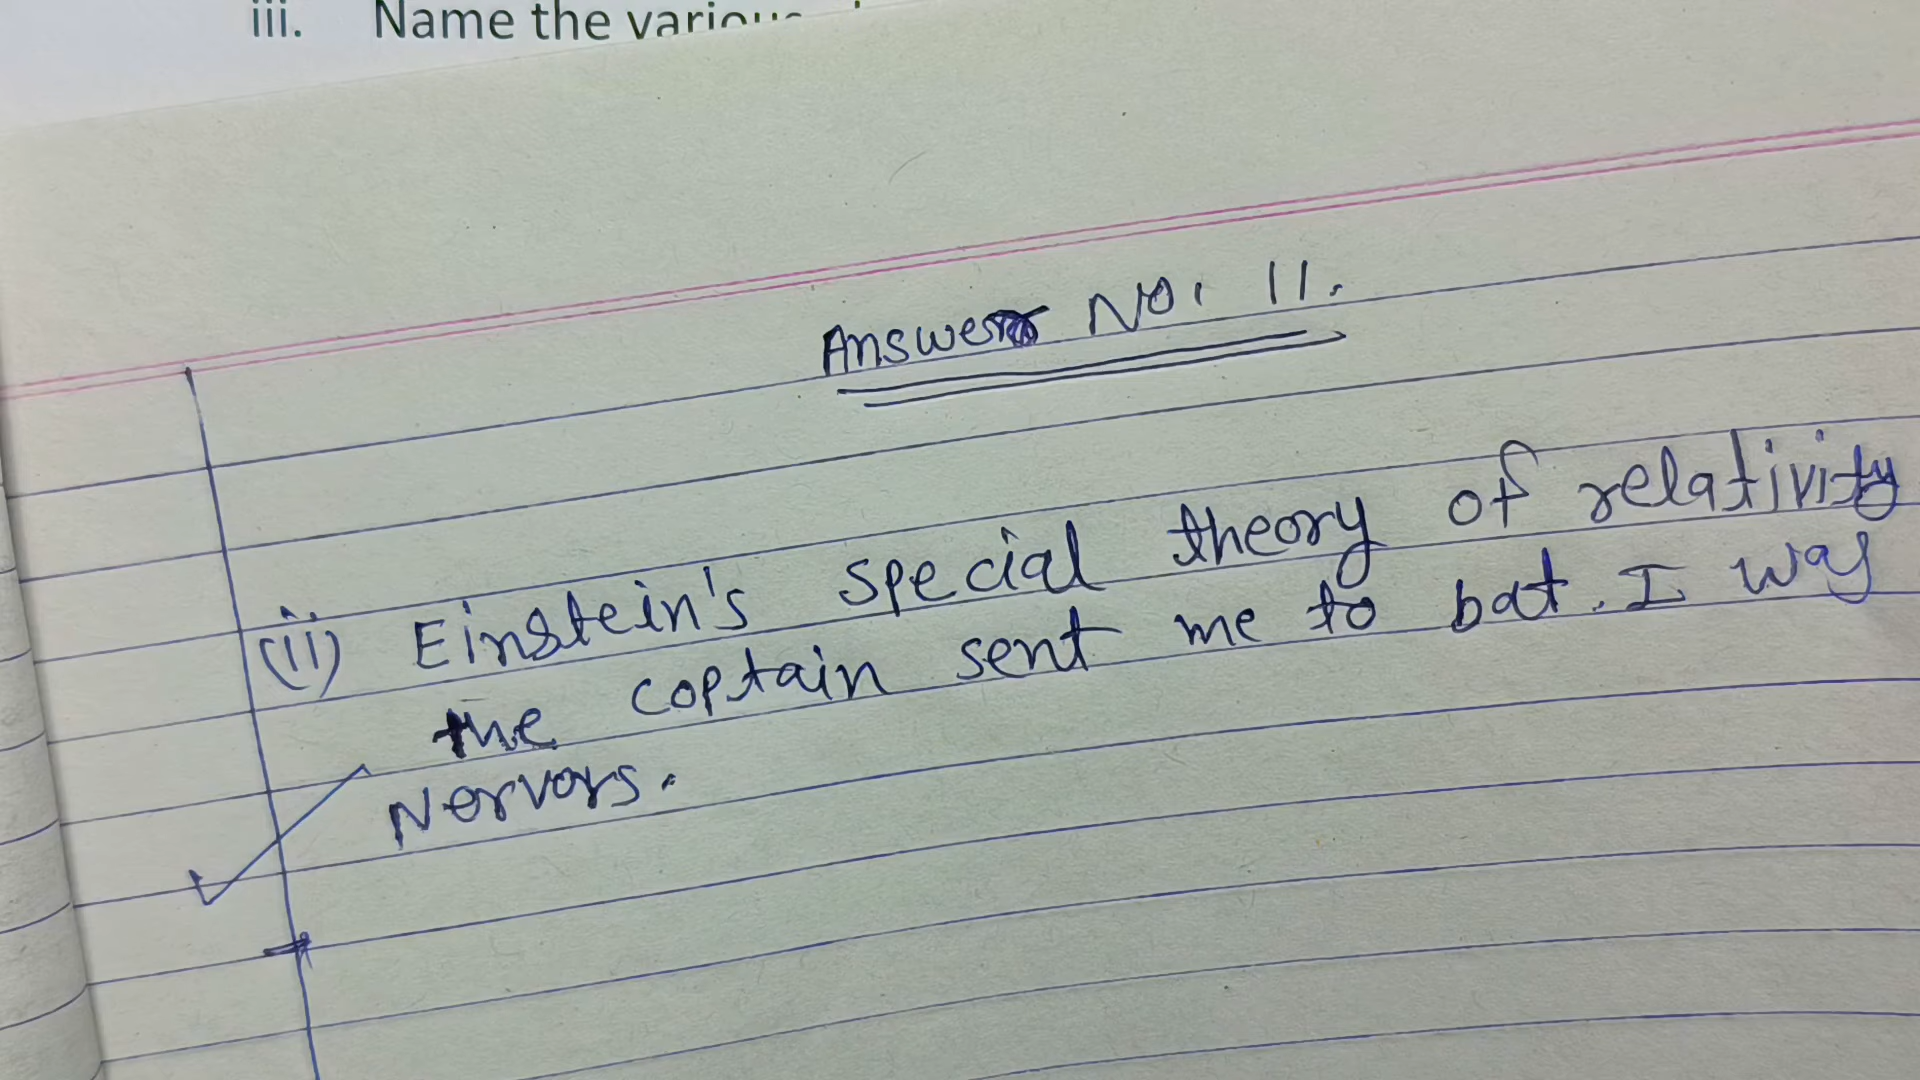 iii. Name the various
Answer No. 11.
(ii) Einstein's special theory of relativity
the coptain sent me to bat. I was
Nervors.